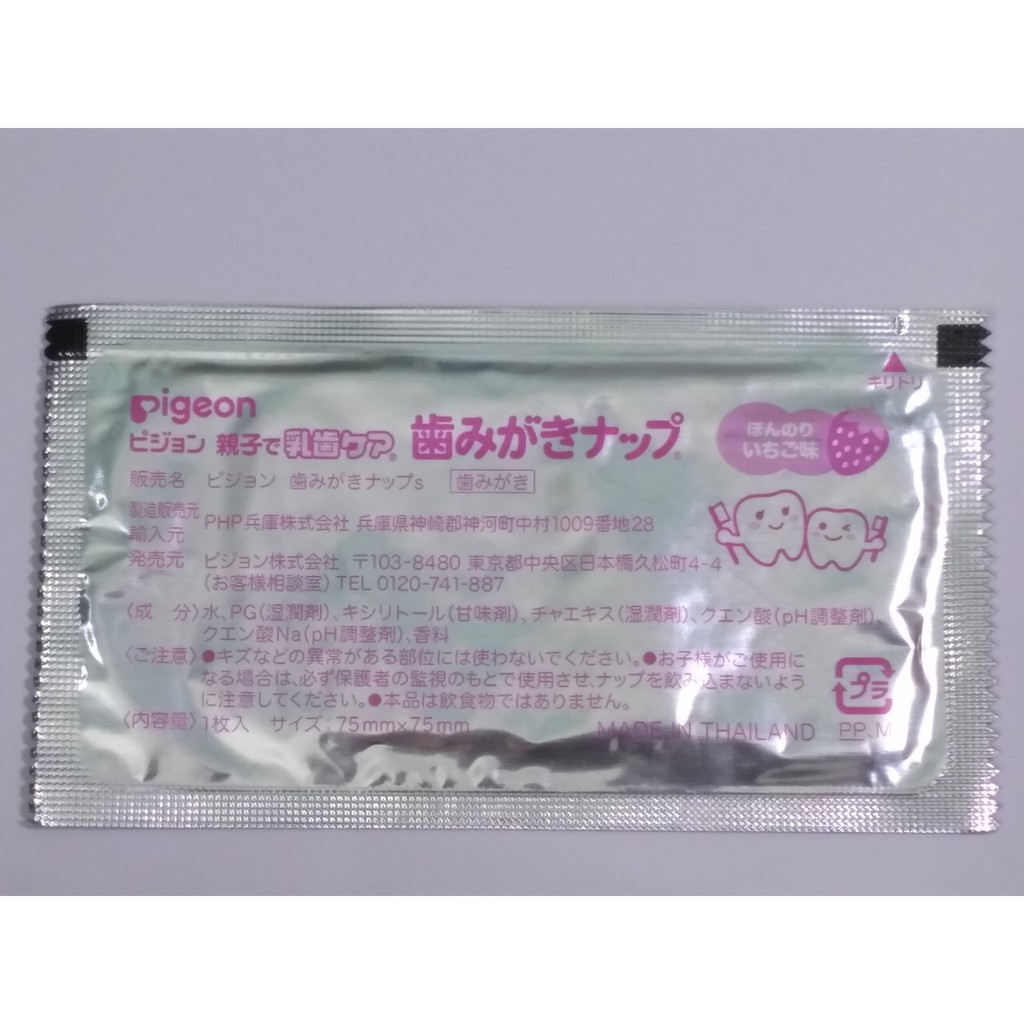 キリトリ
Pigeon
ピジョン 親子で乳歯ケア® 歯みがきナップ®
ほんのり
いちご味
販売名 ピジョン 歯みがきナップs 歯みがき
製造販売元
輸入元 PHP兵庫株式会社 兵庫県神崎郡神河町中村1009番地28
発売元 ピジョン株式会社 〒103-8480 東京都中央区日本橋久松町4-4
(お客様相談室) TEL 0120-741-887
〈成 分〉水、PG(湿潤剤)、キシリトール(甘味剤)、チャエキス(湿潤剤)、クエン酸(pH調整剤)、
クエン酸Na(pH調整剤)、香料
〈ご注意〉●キズなどの異常がある部位には使わないでください。●お子様がご使用に
なる場合は、必ず保護者の監視のもとで使用させ、ナップを飲み込まないよう
に注意してください。●本品は飲食物ではありません。
プラ
〈内容量〉1枚入 サイズ:75mm×75mm MADE IN THAILAND PP、M